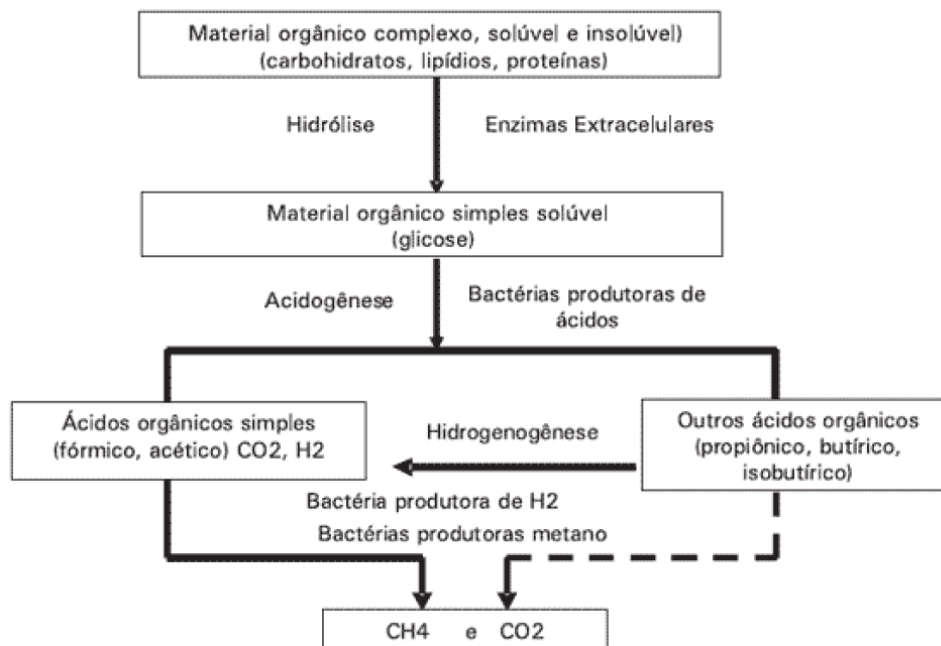 Material orgânico complexo, solúvel e insolúvel)
(carbohidratos, lipídios, proteínas)
Hidrólise
Enzimas Extracelulares
Material orgânico simples solúvel
(glicose)
Acidogênese
Bactérias produtoras de
ácidos
Ácidos orgânicos simples
(fórmico, acético) CO2, H2
Hidrogenogênese
Outros ácidos orgânicos
(propiônico, butírico,
isobutírico)
Bactéria produtora de H2
Bactérias produtoras metano
CH4 e CO2